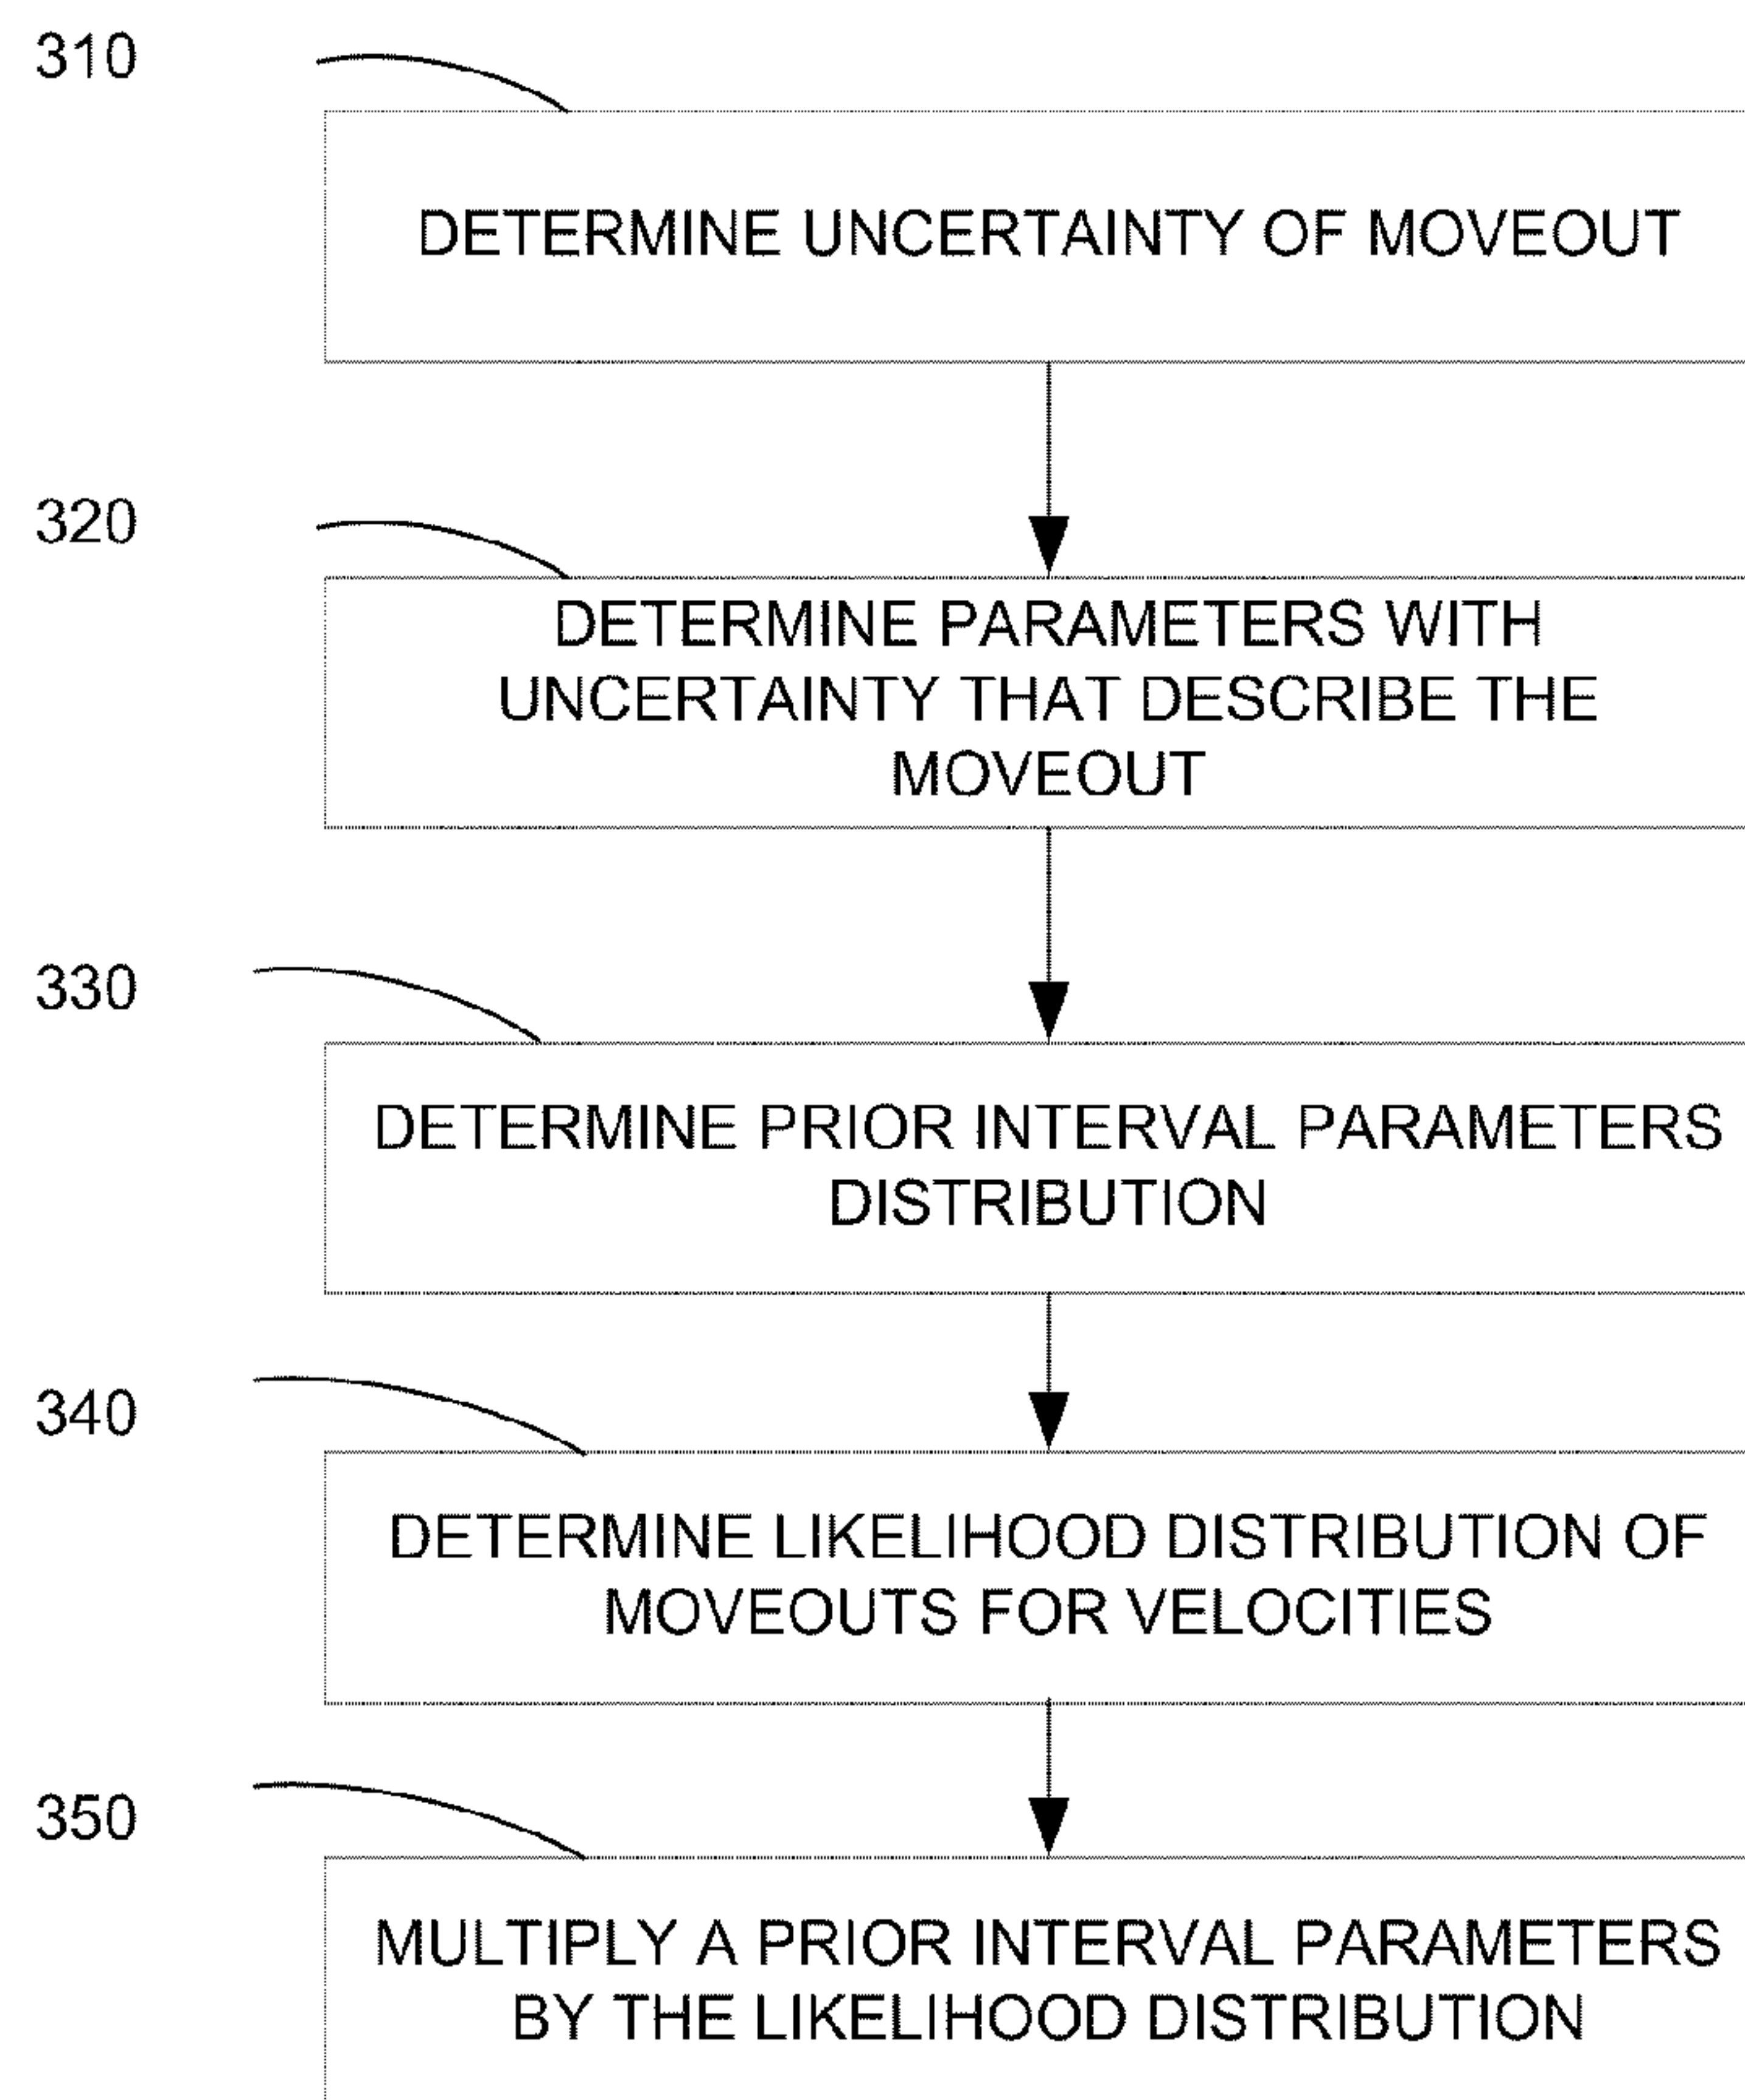 310
DETERMINE UNCERTAINTY OF MOVEOUT
320
DETERMINE PARAMETERS WITH
UNCERTAINTY THAT DESCRIBE THE
MOVEOUT
330
DETERMINE PRIOR INTERVAL PARAMETERS
DISTRIBUTION
340
DETERMINE LIKELIHOOD DISTRIBUTION OF
MOVEOUTS FOR VELOCITIES
350
MULTIPLY A PRIOR INTERVAL PARAMETERS
BY THE LIKELIHOOD DISTRIBUTION